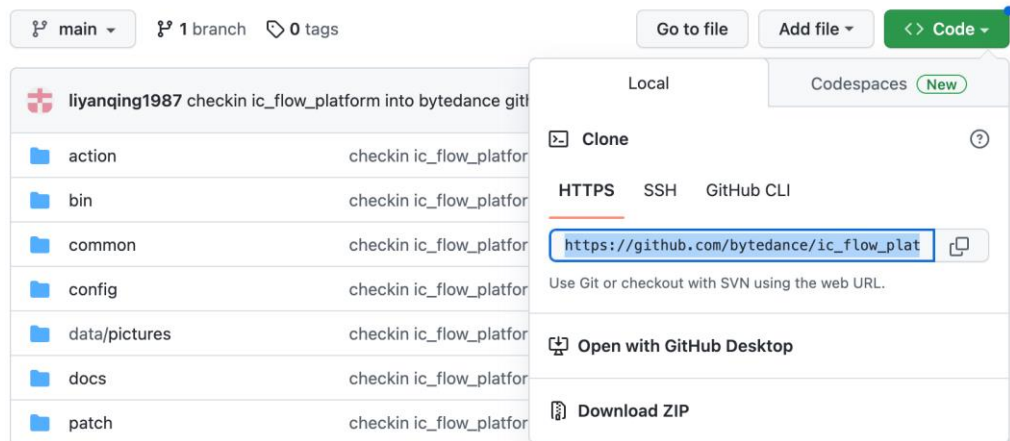 main 1 branch 0 tags Go to file Add file <> Code
liyanqing1987 checkin ic_flow_platform into bytedance gith
action checkin ic_flow_platfor
bin checkin ic_flow_platfor
common checkin ic_flow_platfor
config checkin ic_flow_platfor
data/pictures checkin ic_flow_platfor
docs checkin ic_flow_platfor
patch checkin ic_flow_platfor
Local Codespaces New
Clone
HTTPS SSH GitHub CLI
https://github.com/bytedance/ic_flow_plat
Use Git or checkout with SVN using the web URL.
Open with GitHub Desktop
Download ZIP